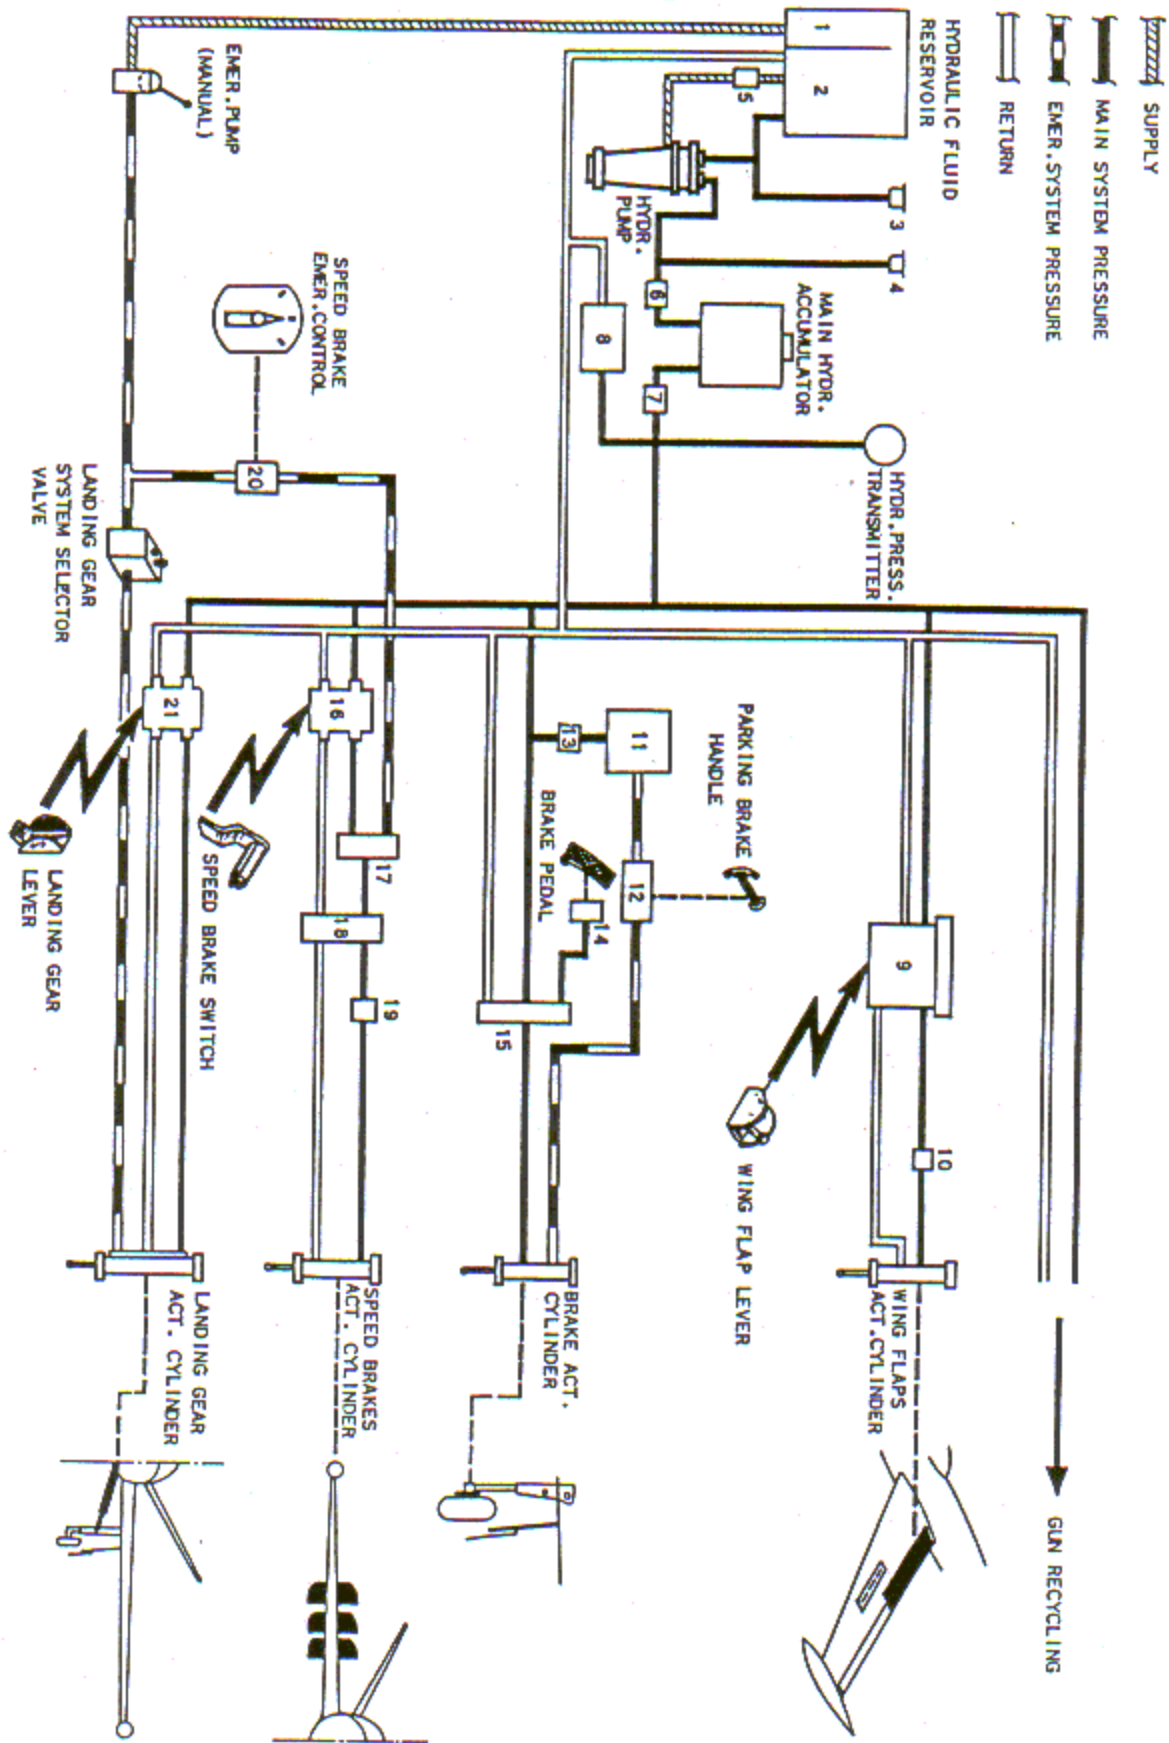 SUPPLY
MAIN SYSTEM PRESSURE
EMER.SYSTEM PRESSURE
RETURN
HYDRAULIC FLUID
RESERVOIR
1
2
3
4
5
HYDR.
PUMP
6
MAIN HYDR.
ACCUMULATOR
7
8
HYDR.PRESS.
TRANSMITTER
EMER.PUMP
(MANUAL)
SPEED BRAKE
EMER.CONTROL
20
LANDING GEAR
SYSTEM SELECTOR
VALVE
21
16
13
11
PARKING BRAKE
HANDLE
BRAKE PEDAL
12
14
15
17
18
19
9
10
LANDING GEAR
LEVER
SPEED BRAKE SWITCH
WING FLAP LEVER
WING FLAPS
ACT.CYLINDER
BRAKE ACT.
CYLINDER
SPEED BRAKES
ACT. CYLINDER
LANDING GEAR
ACT. CYLINDER
GUN RECYCLING